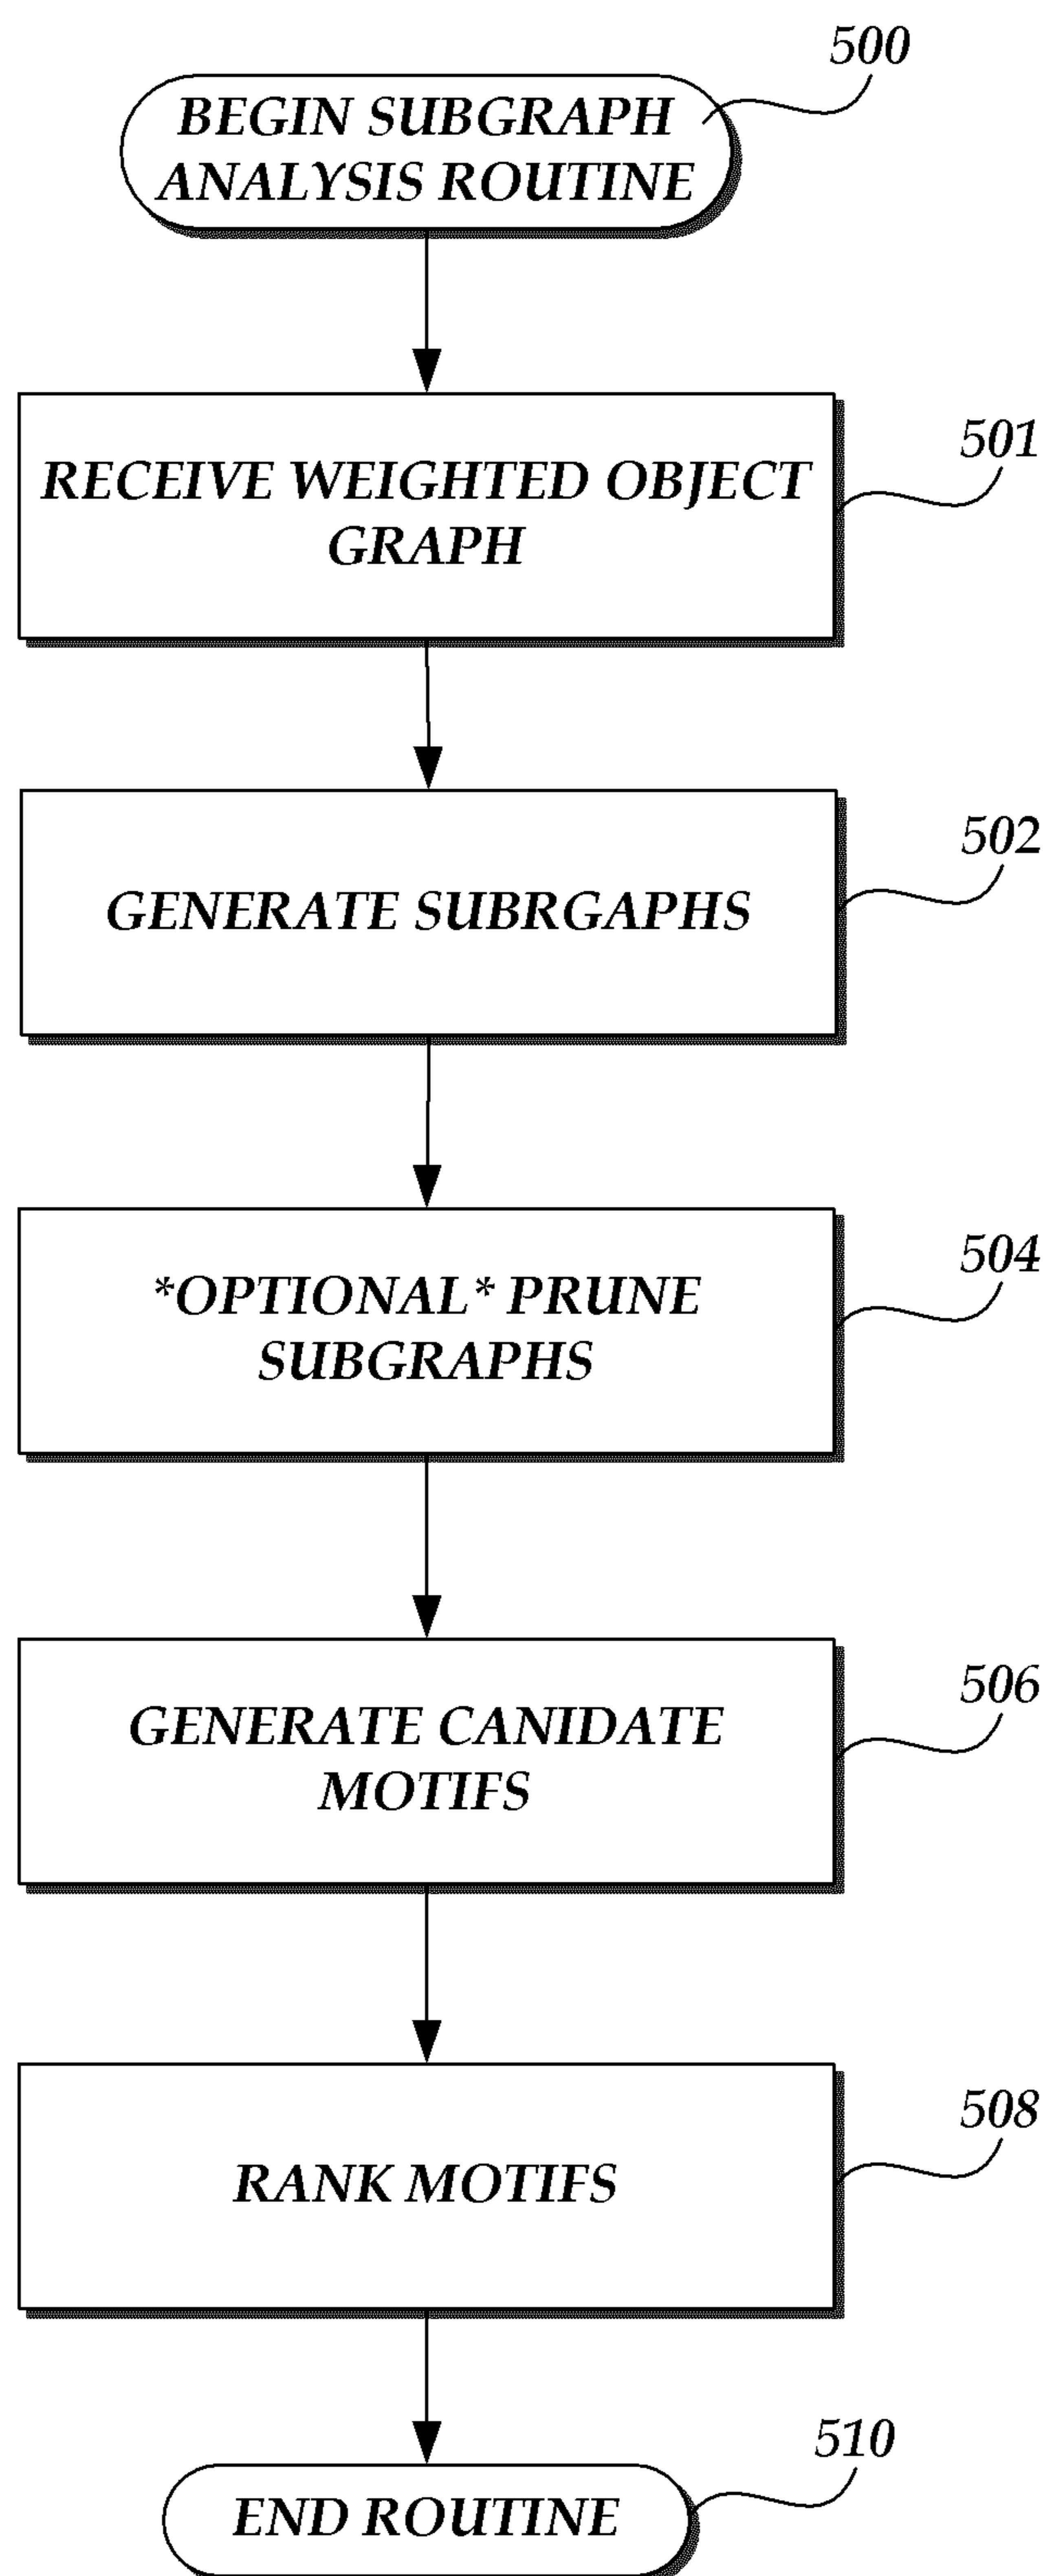 500
BEGIN SUBGRAPH
ANALYSIS ROUTINE
501
RECEIVE WEIGHTED OBJECT
GRAPH
502
GENERATE SUBRGAPHS
504
*OPTIONAL* PRUNE
SUBGRAPHS
506
GENERATE CANIDATE
MOTIFS
508
RANK MOTIFS
510
END ROUTINE